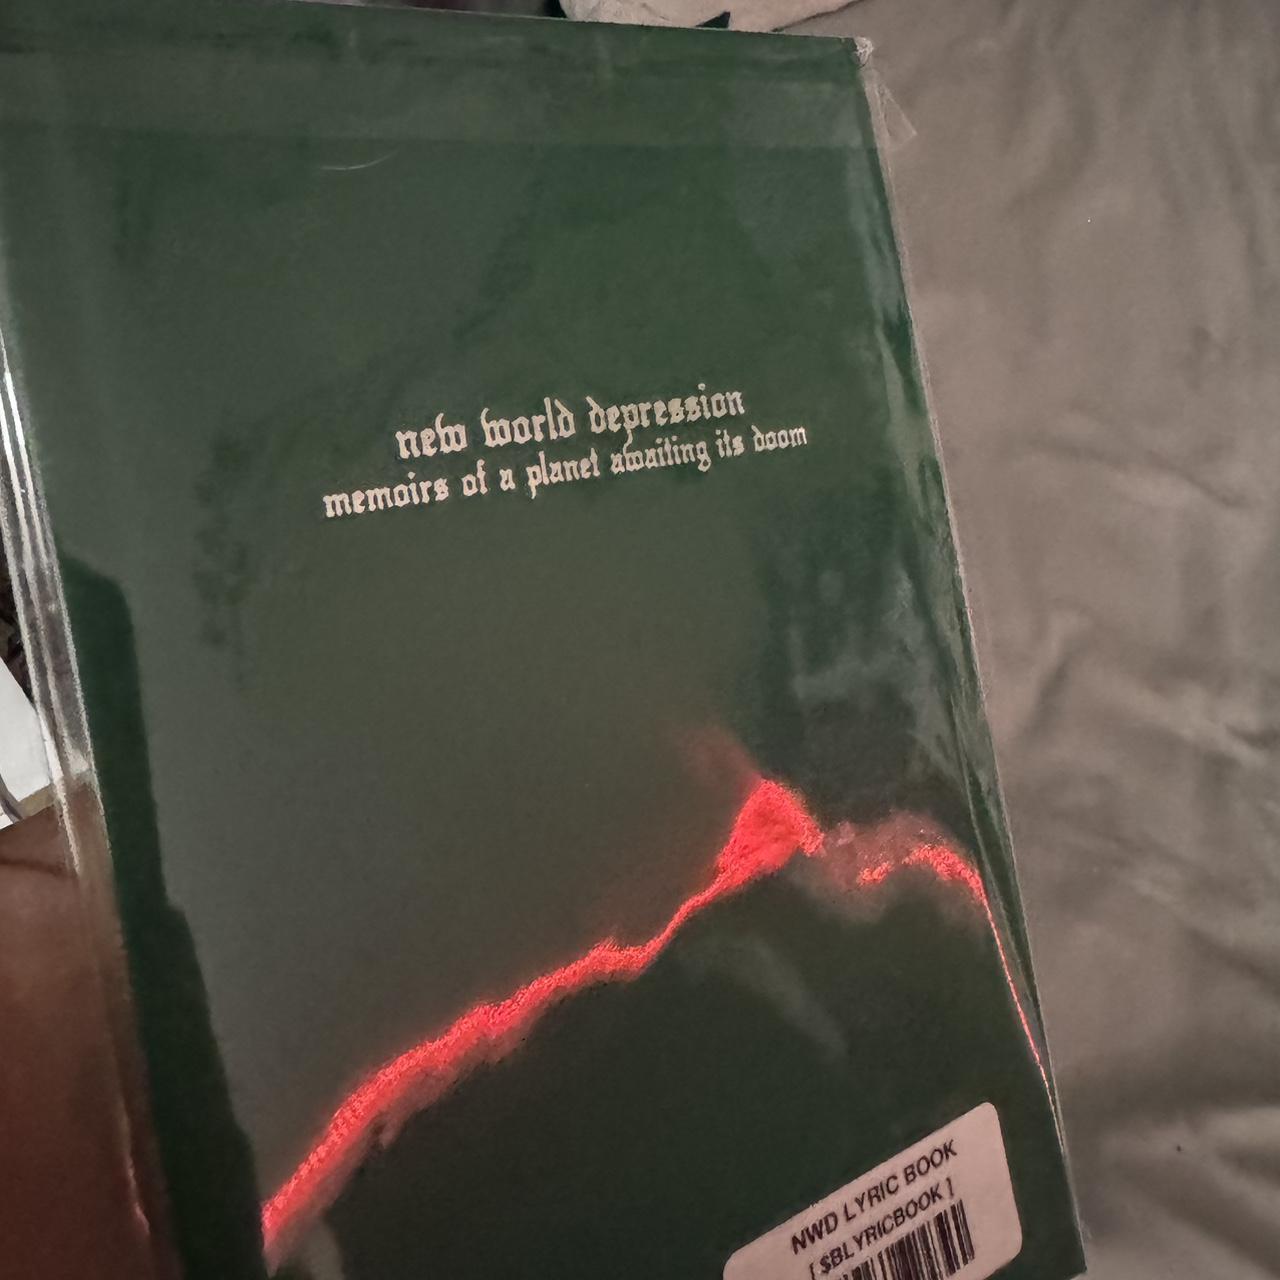 new world depression
memoirs of a planet awaiting its doom
NWD LYRIC BOOK
[ $BLYRICBOOK ]